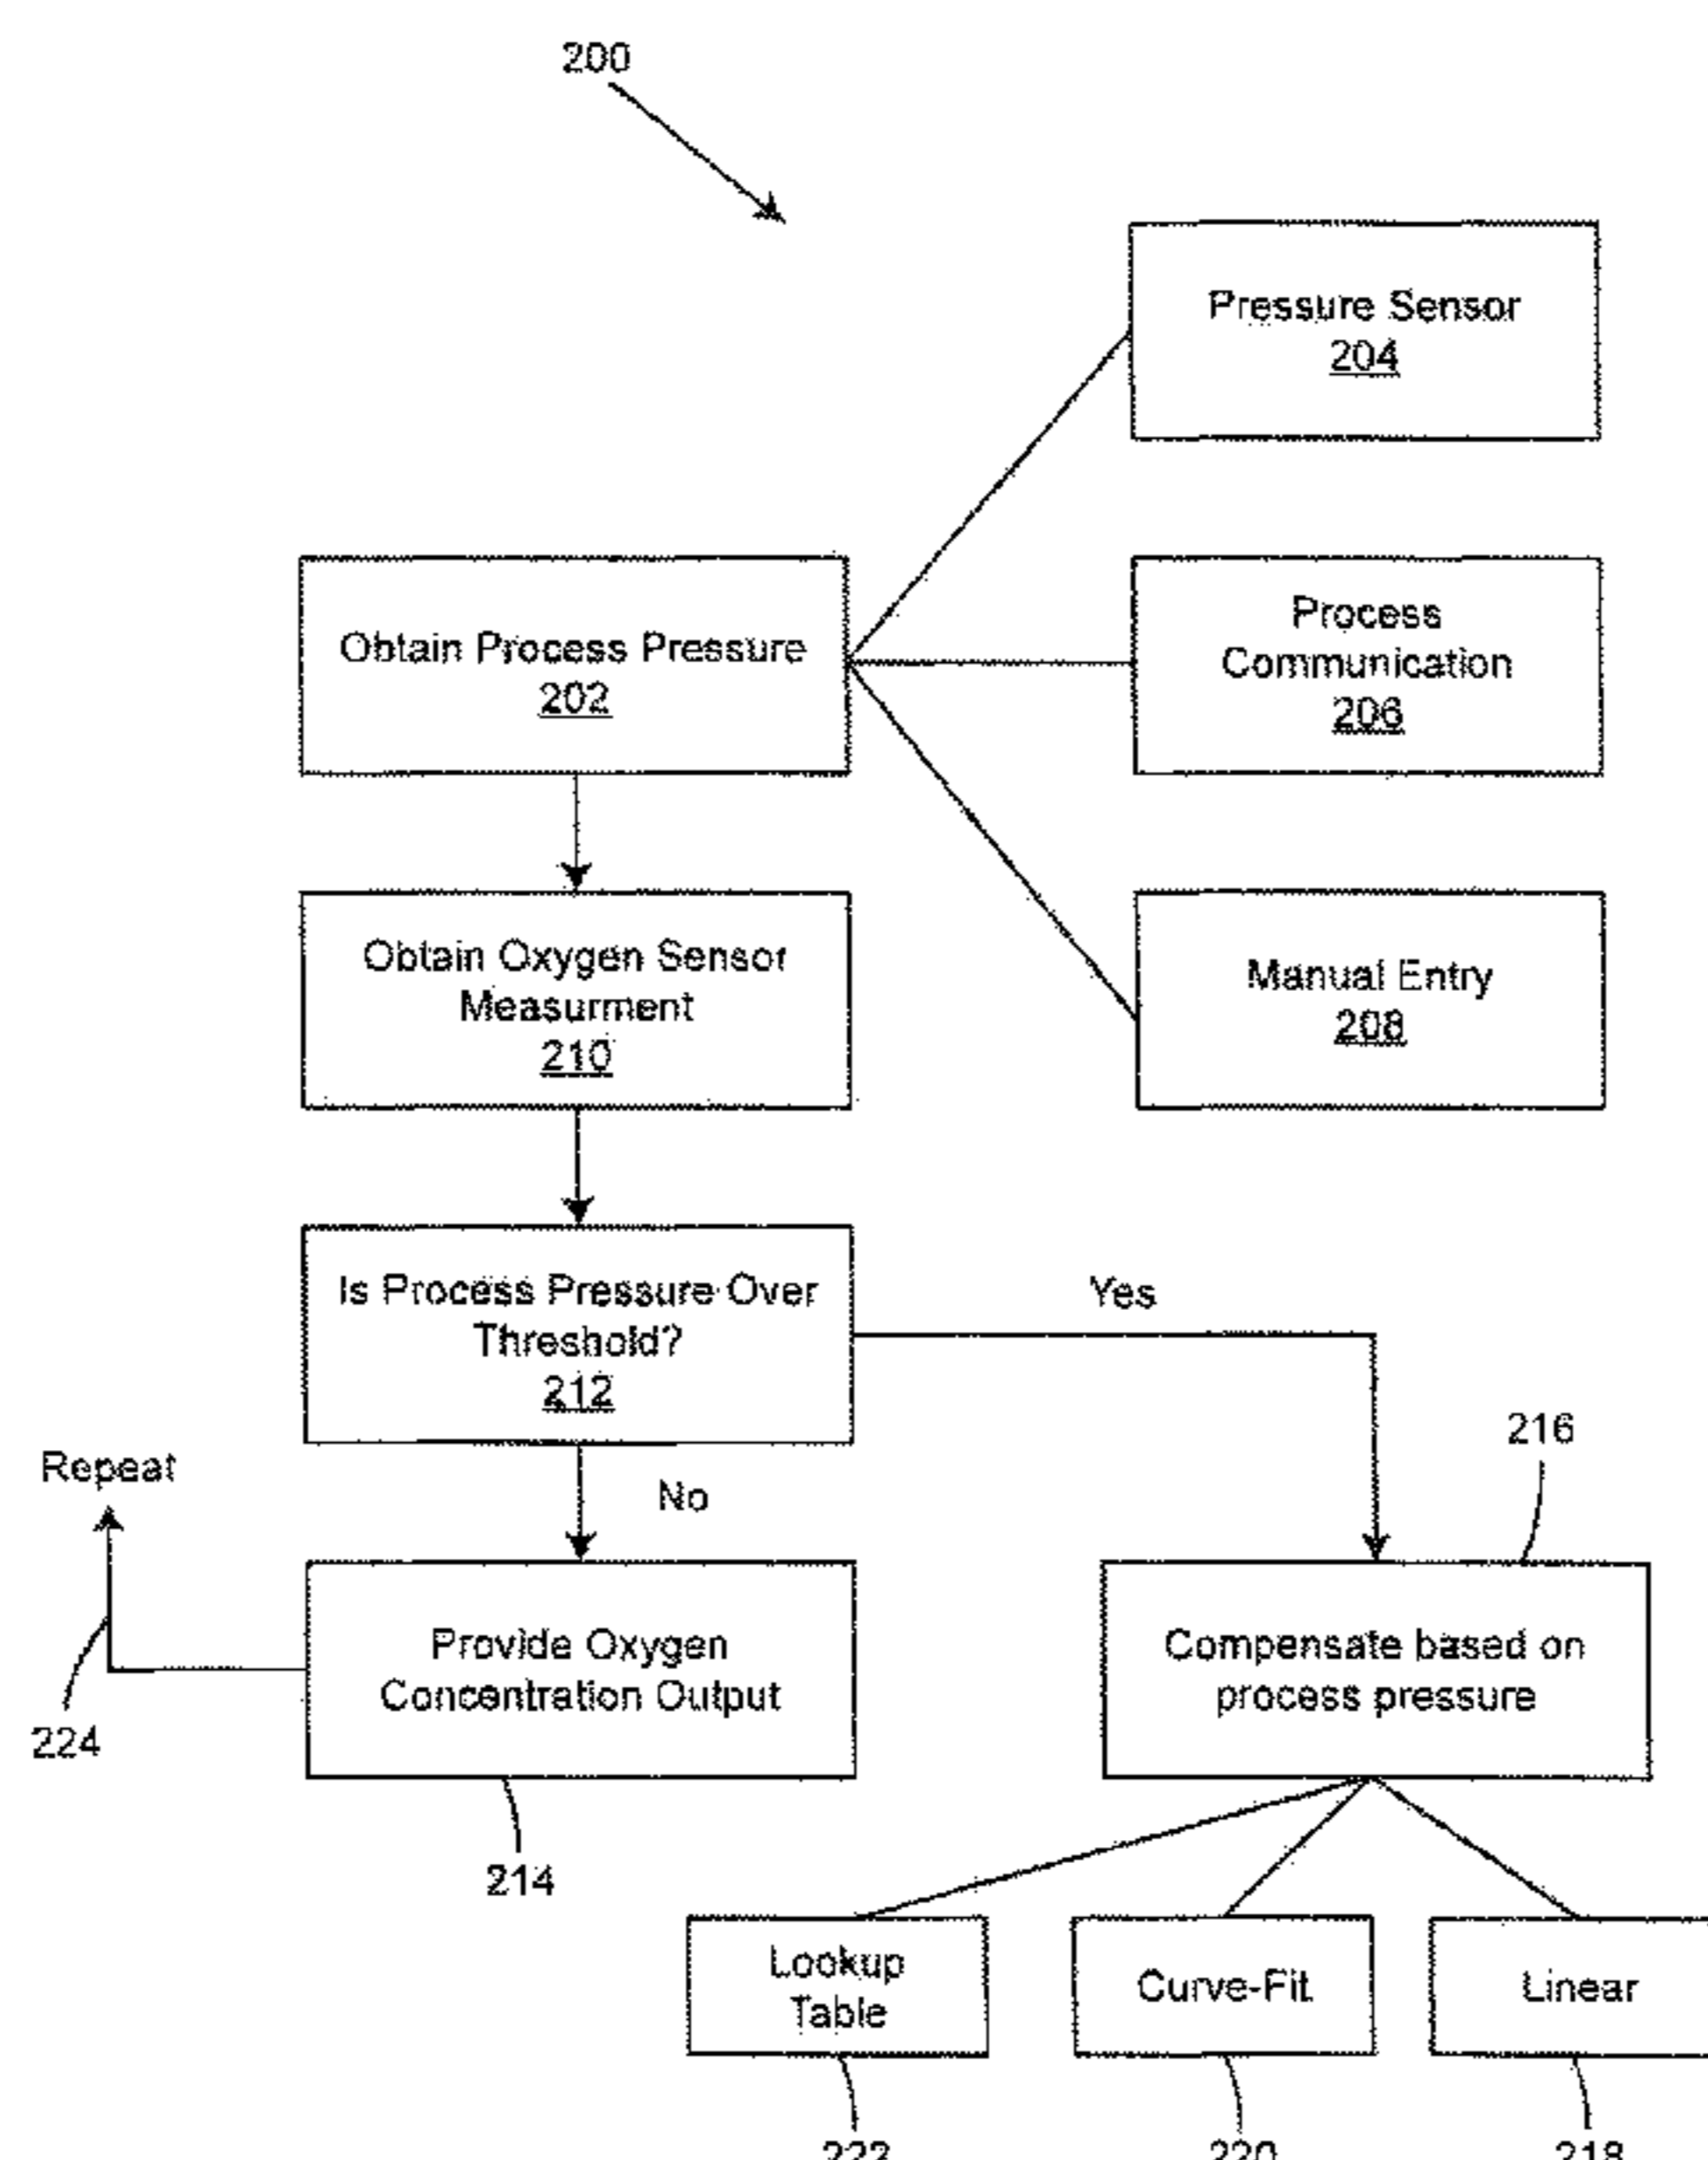 200
Pressure Sensor
204
Obtain Process Pressure
202
Process
Communication
206
Obtain Oxygen Sensor
Measurment
210
Manual Entry
208
Is Process Pressure Over
Threshold?
212
Yes
No
Repeat
216
Provide Oxygen
Concentration Output
Compensate based on
process pressure
224
214
Lookup
Table
Curve-Fit
Linear
220
218